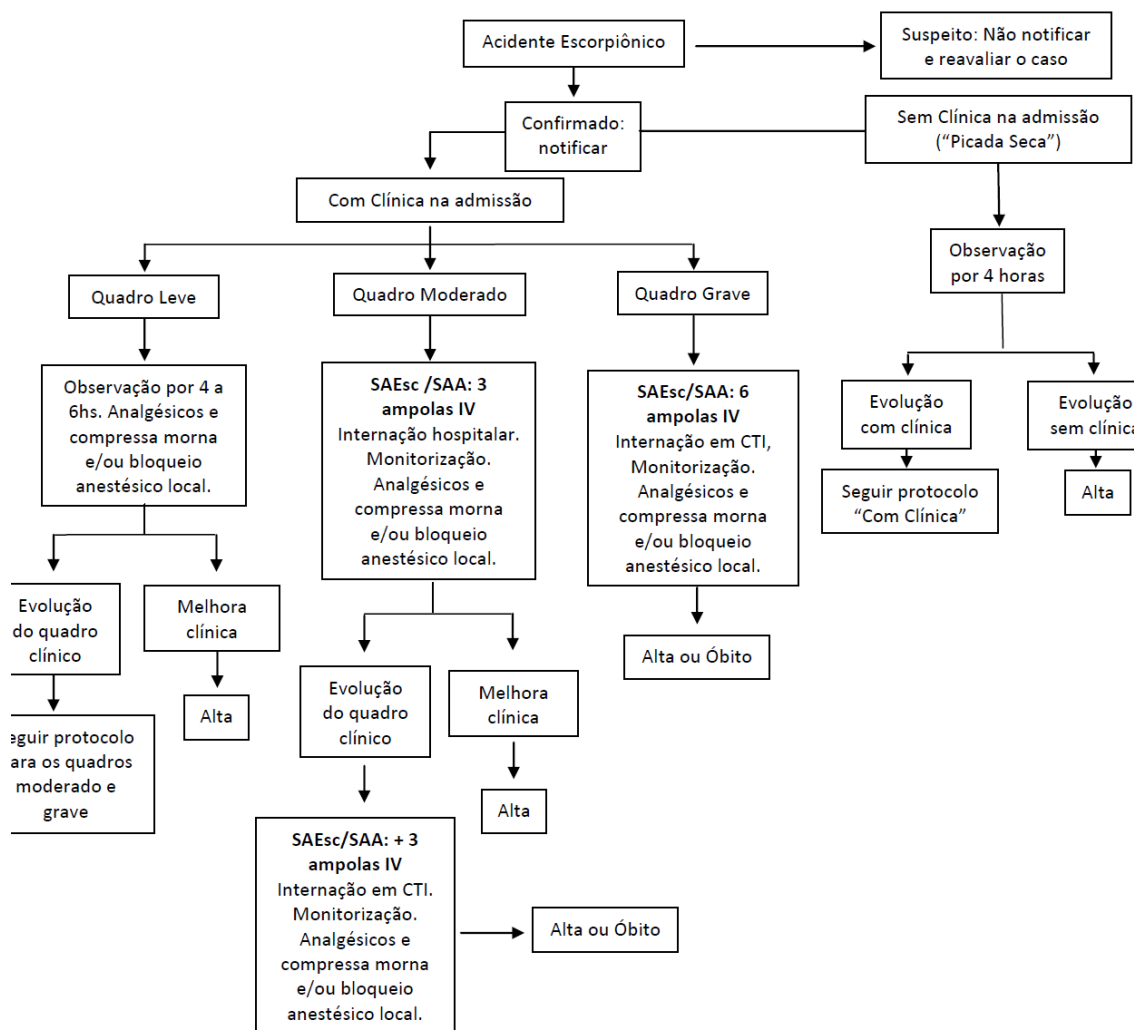 Acidente Escorpiônico
Suspeito: Não notificar
e reavaliar o caso
Confirmado:
notificar
Sem Clínica na admissão
(“Picada Seca”)
Com Clínica na admissão
Observação
por 4 horas
Quadro Leve
Quadro Moderado
Quadro Grave
Observação por 4 a
6hs. Analgésicos e
compressa morna
e/ou bloqueio
anestésico local.
SAEsc /SAA: 3
ampolas IV
Internação hospitalar.
Monitorização.
Analgésicos e
compressa morna
e/ou bloqueio
anestésico local.
SAEsc/SAA: 6
ampolas IV
Internação em CTI,
Monitorização.
Analgésicos e
compressa morna
e/ou bloqueio
anestésico local.
Evolução
com clínica
Evolução
sem clínica
Seguir protocolo
“Com Clínica”
Alta
Evolução
do quadro
clínico
Melhora
clínica
Alta
eguir protocolo
ara os quadros
moderado e
grave
Evolução
do quadro
clínico
Melhora
clínica
Alta
Alta ou Óbito
SAEsc/SAA: + 3
ampolas IV
Internação em CTI.
Monitorização.
Analgésicos e
compressa morna
e/ou bloqueio
anestésico local.
Alta ou Óbito